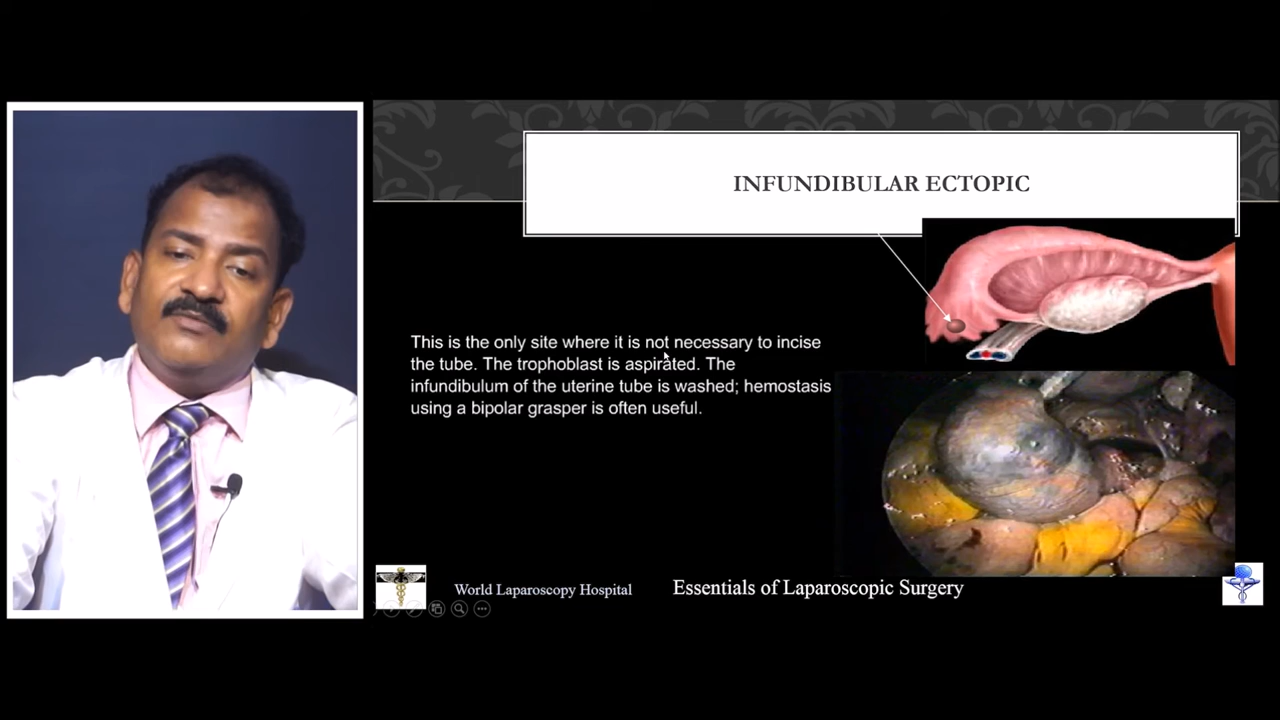 INFUNDIBULAR ECTOPIC
This is the only site where it is not necessary to incise
the tube. The trophoblast is aspirated. The
infundibulum of the uterine tube is washed; hemostasis
using a bipolar grasper is often useful.
World Laparoscopy Hospital
Essentials of Laparoscopic Surgery